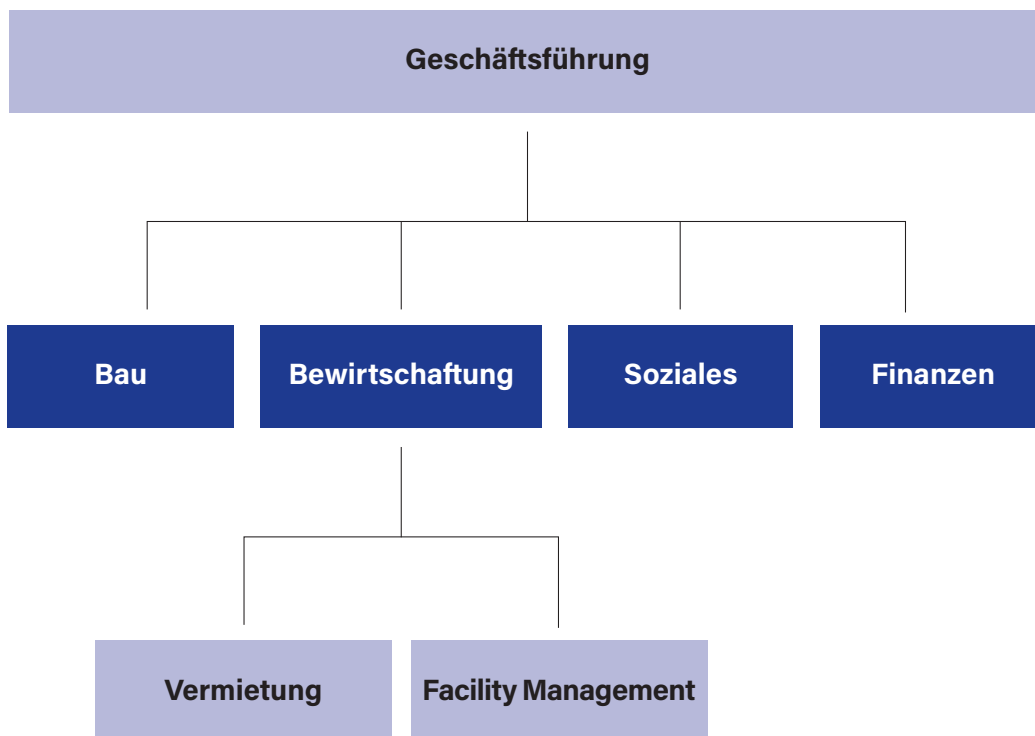 Geschäftsführung
Bau
Bewirtschaftung
Soziales
Finanzen
Vermietung
Facility Management